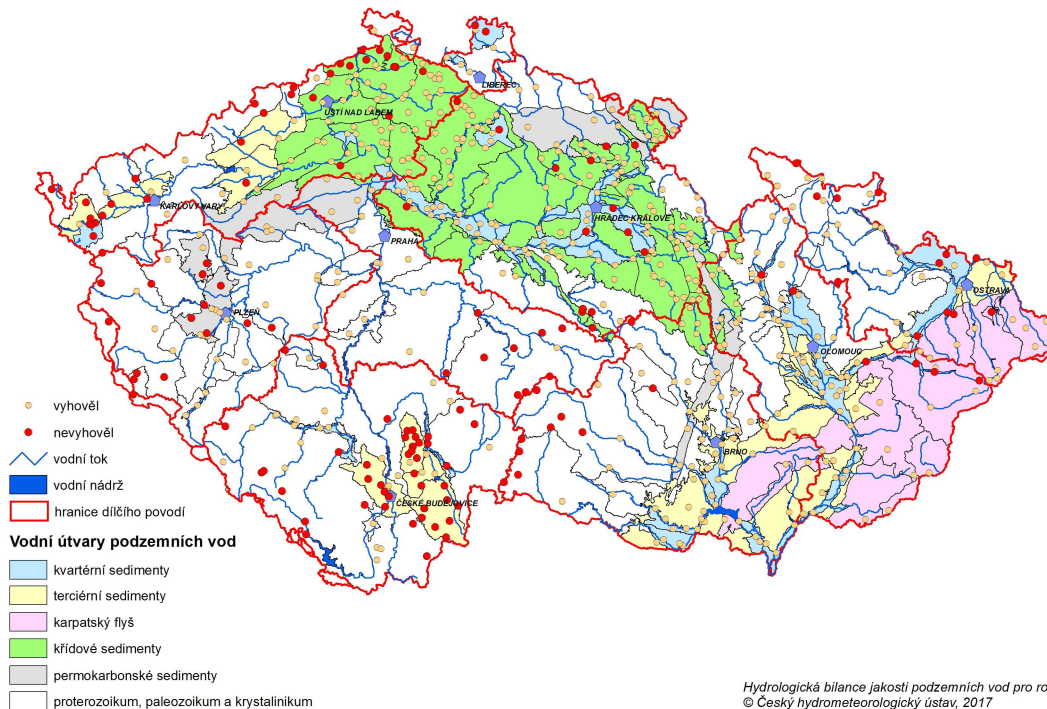 LIBEREC
ÚSTÍ NAD LABEM
KARLOVY VARY
HRADEC KRÁLOVÉ
PRAHA
OSTRAVA
PLZEŇ
OLOMOUC
BRNO
ČESKÉ BUDĚJOVICE
vyhověl
nevyhověl
vodní tok
vodní nádrž
hranice dílčího povodí
Vodní útvary podzemních vod
kvartérní sedimenty
terciérní sedimenty
karpatský flyš
křídové sedimenty
permokarbonské sedimenty
proterozoikum, paleozoikum a krystalinikum
Hydrologická bilance jakosti podzemních vod pro ro
© Český hydrometeorologický ústav, 2017